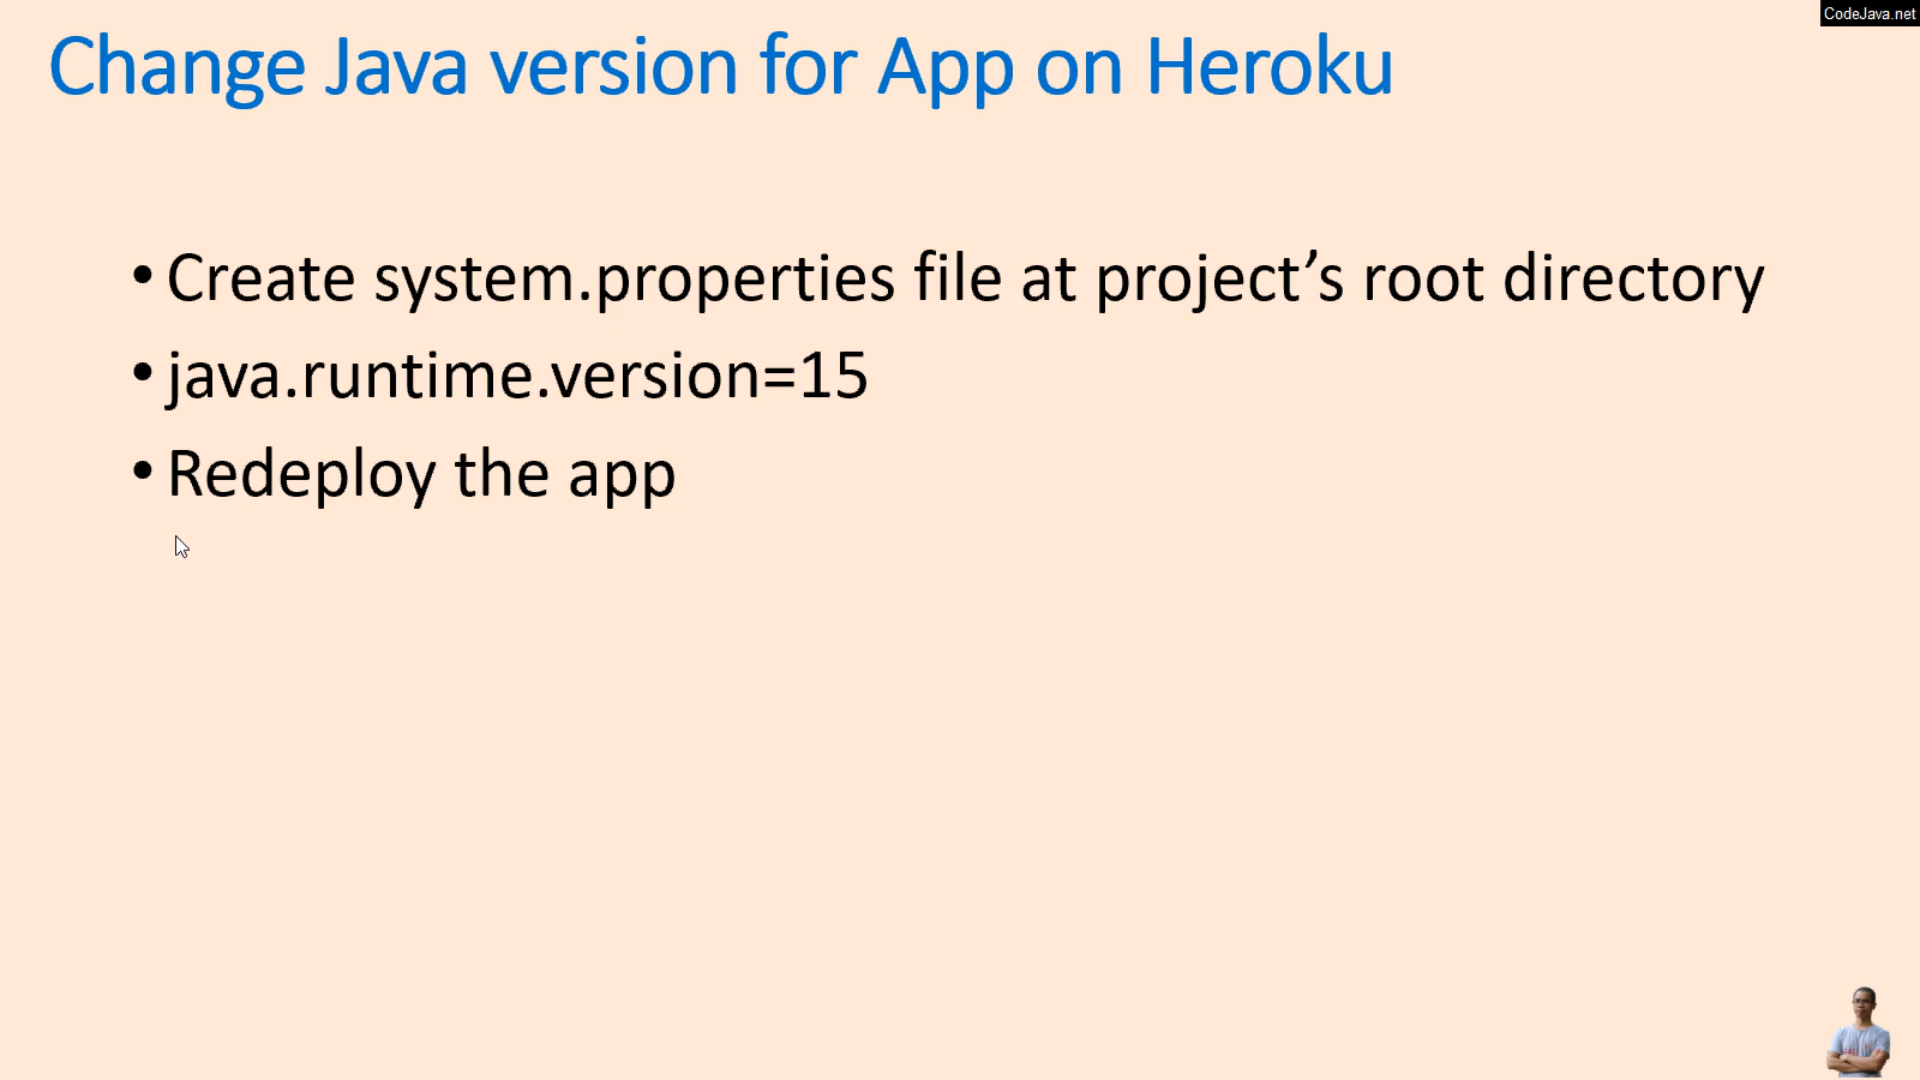 CodeJava.net
Change Java version for App on Heroku
• Create system.properties file at project’s root directory
• java.runtime.version=15
• Redeploy the app